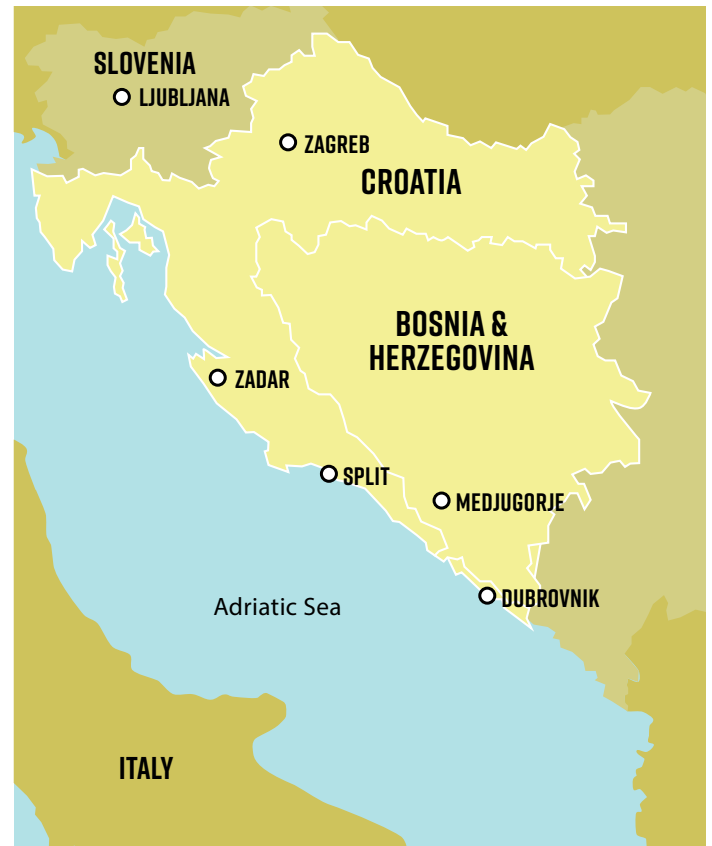 SLOVENIA
LJUBLJANA
ZAGREB
CROATIA
BOSNIA &
HERZEGOVINA
ZADAR
SPLIT
MEDJUGORJE
DUBROVNIK
Adriatic Sea
ITALY